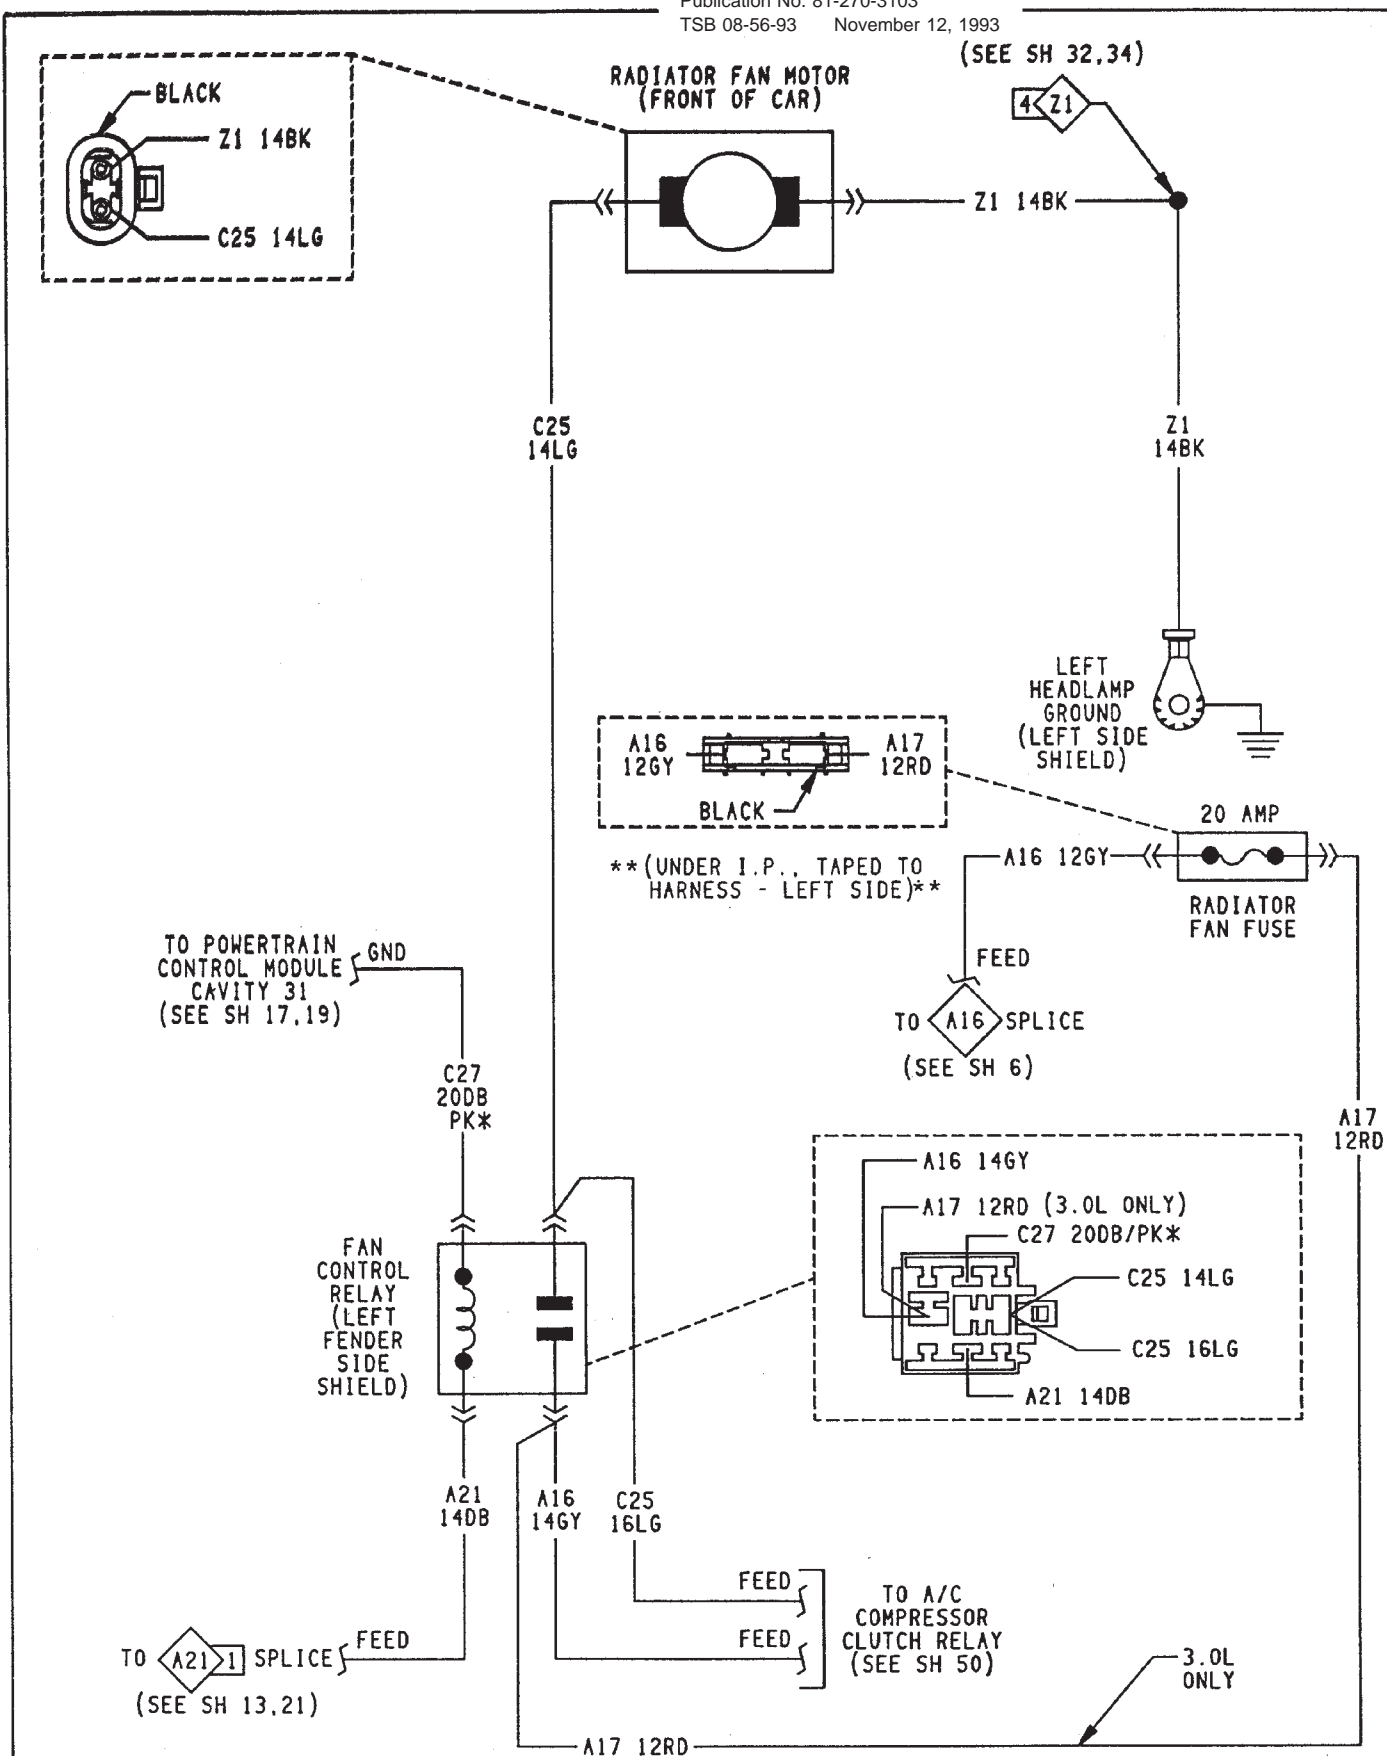 Publication No. 81-270-3103
TSB 08-56-93 November 12, 1993
(SEE SH 32,34)
4 Z1
RADIATOR FAN MOTOR
(FRONT OF CAR)
BLACK
Z1 14BK
C25 14LG
Z1 14BK
C25
14LG
Z1
14BK
LEFT
HEADLAMP
GROUND
(LEFT SIDE
SHIELD)
A16
12GY
A17
12RD
BLACK
**(UNDER I.P., TAPED TO
HARNESS - LEFT SIDE)**
20 AMP
A16 12GY
RADIATOR
FAN FUSE
FEED
TO A16 SPLICE
(SEE SH 6)
TO POWERTRAIN
CONTROL MODULE
CAVITY 31
(SEE SH 17,19)
GND
C27
20DB
PK*
A17
12RD
A16 14GY
A17 12RD (3.0L ONLY)
C27 20DB/PK*
C25 14LG
C25 16LG
A21 14DB
FAN
CONTROL
RELAY
(LEFT
FENDER
SIDE
SHIELD)
A21
14DB
A16
14GY
C25
16LG
FEED
FEED
TO A/C
COMPRESSOR
CLUTCH RELAY
(SEE SH 50)
TO A21 1 SPLICE
FEED
(SEE SH 13,21)
3.0L
ONLY
A17 12RD